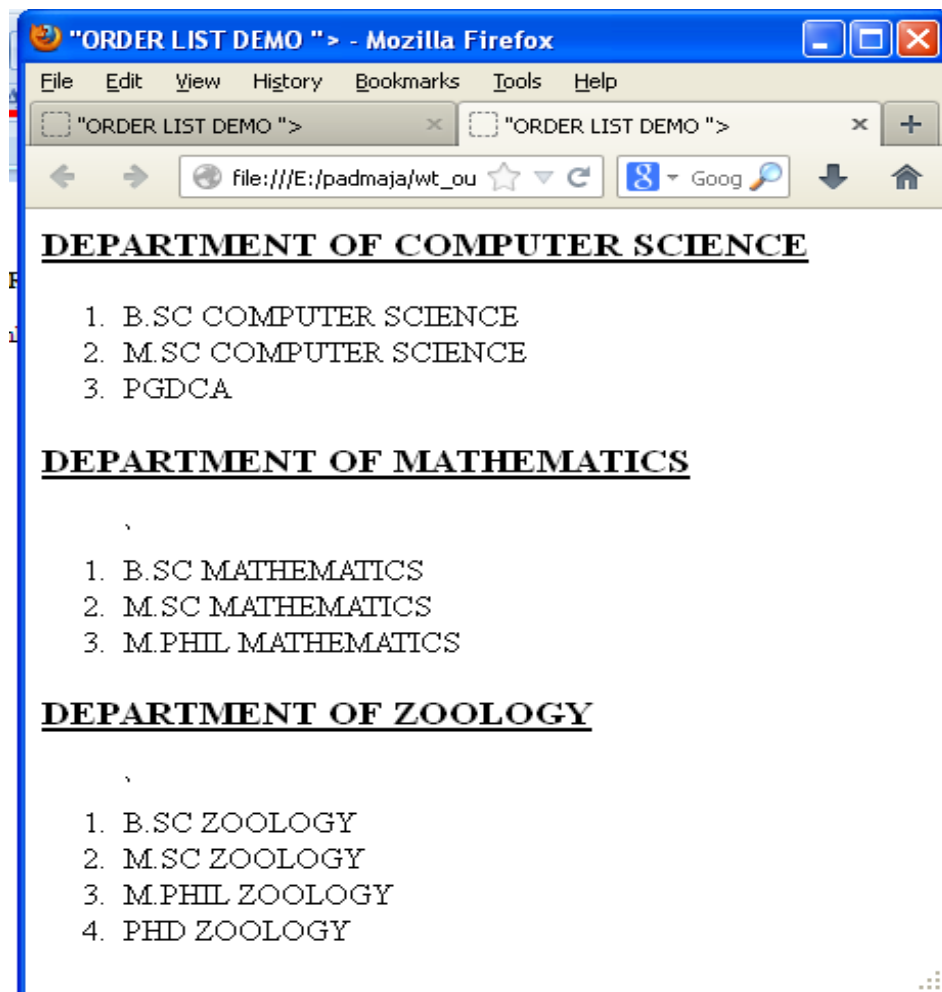 "ORDER LIST DEMO "> - Mozilla Firefox
File Edit View History Bookmarks Tools Help
"ORDER LIST DEMO "> "ORDER LIST DEMO ">
file:///E:/padmaja/wt_ou Goog
DEPARTMENT OF COMPUTER SCIENCE
1. B.SC COMPUTER SCIENCE
2. M.SC COMPUTER SCIENCE
3. PGDCA
DEPARTMENT OF MATHEMATICS
`
1. B.SC MATHEMATICS
2. M.SC MATHEMATICS
3. M.PHIL MATHEMATICS
DEPARTMENT OF ZOOLOGY
`
1. B.SC ZOOLOGY
2. M.SC ZOOLOGY
3. M.PHIL ZOOLOGY
4. PHD ZOOLOGY